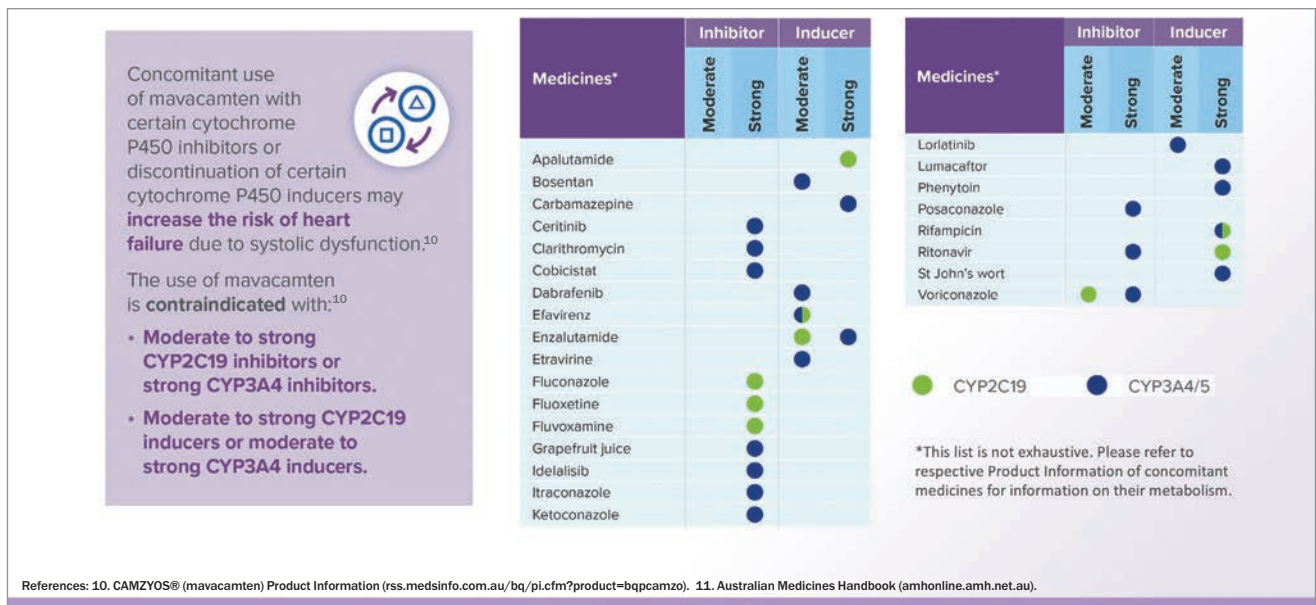 Concomitant use
of mavacamten with
certain cytochrome
P450 inhibitors or
discontinuation of certain
cytochrome P450 inducers may
increase the risk of heart
failure due to systolic dysfunction.10
The use of mavacamten
is contraindicated with:10
• Moderate to strong
CYP2C19 inhibitors or
strong CYP3A4 inhibitors.
• Moderate to strong CYP2C19
inducers or moderate to
strong CYP3A4 inducers.
Inhibitor Inducer
Medicines* Moderate Strong Moderate Strong
Apalutamide
Bosentan
Carbamazepine
Ceritinib
Clarithromycin
Cobicistat
Dabrafenib
Efavirenz
Enzalutamide
Etravirine
Fluconazole
Fluoxetine
Fluvoxamine
Grapefruit juice
Idelalisib
Itraconazole
Ketoconazole
Inhibitor Inducer
Medicines* Moderate Strong Moderate Strong
Lorlatinib
Lumacaftor
Phenytoin
Posaconazole
Rifampicin
Ritonavir
St John's wort
Voriconazole
CYP2C19 CYP3A4/5
*This list is not exhaustive. Please refer to
respective Product Information of concomitant
medicines for information on their metabolism.
References: 10. CAMZYOS® (mavacamten) Product Information (rss.medsinfo.com.au/bq/pi.cfm?product=bqpcamzo). 11. Australian Medicines Handbook (amhonline.amh.net.au).